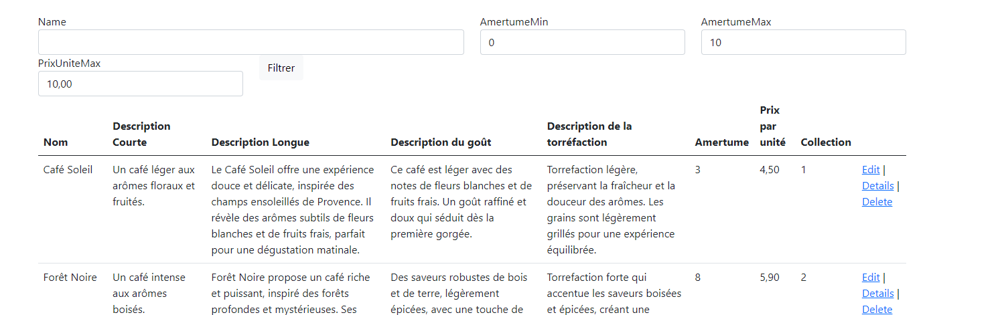 Name
AmertumeMin
AmertumeMax
0
10
PrixUniteMax
Filtrer
10,00
Nom
Description
Courte
Description Longue
Description du goût
Description de la
torréfaction
Amertume
Prix
par
unité
Collection
Café Soleil
Un café léger aux
arômes floraux et
fruités.
Le Café Soleil offre une expérience
douce et délicate, inspirée des
champs ensoleillés de Provence. Il
révèle des arômes subtils de fleurs
blanches et de fruits frais, parfait
pour une dégustation matinale.
Ce café est léger avec des
notes de fleurs blanches et de
fruits frais. Un goût raffiné et
doux qui séduit dès la
première gorgée.
Torrefaction légère,
préservant la fraîcheur et la
douceur des arômes. Les
grains sont légèrement
grillés pour une expérience
équilibrée.
3
4,50
1
Edit |
Details |
Delete
Forêt Noire
Un café intense
aux arômes
boisés.
Forêt Noire propose un café riche
et puissant, inspiré des forêts
profondes et mystérieuses. Ses
Des saveurs robustes de bois
et de terre, légèrement
épicées, avec une touche de
Torrefaction forte qui
accentue les saveurs boisées
et épicées, créant une
8
5,90
2
Edit |
Details |
Delete